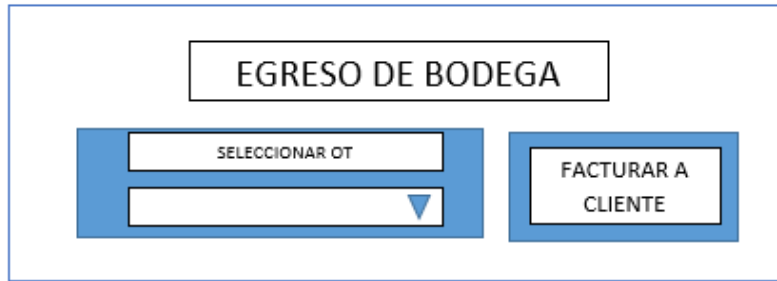 EGRESO DE BODEGA
SELECCIONAR OT
FACTURAR A
CLIENTE